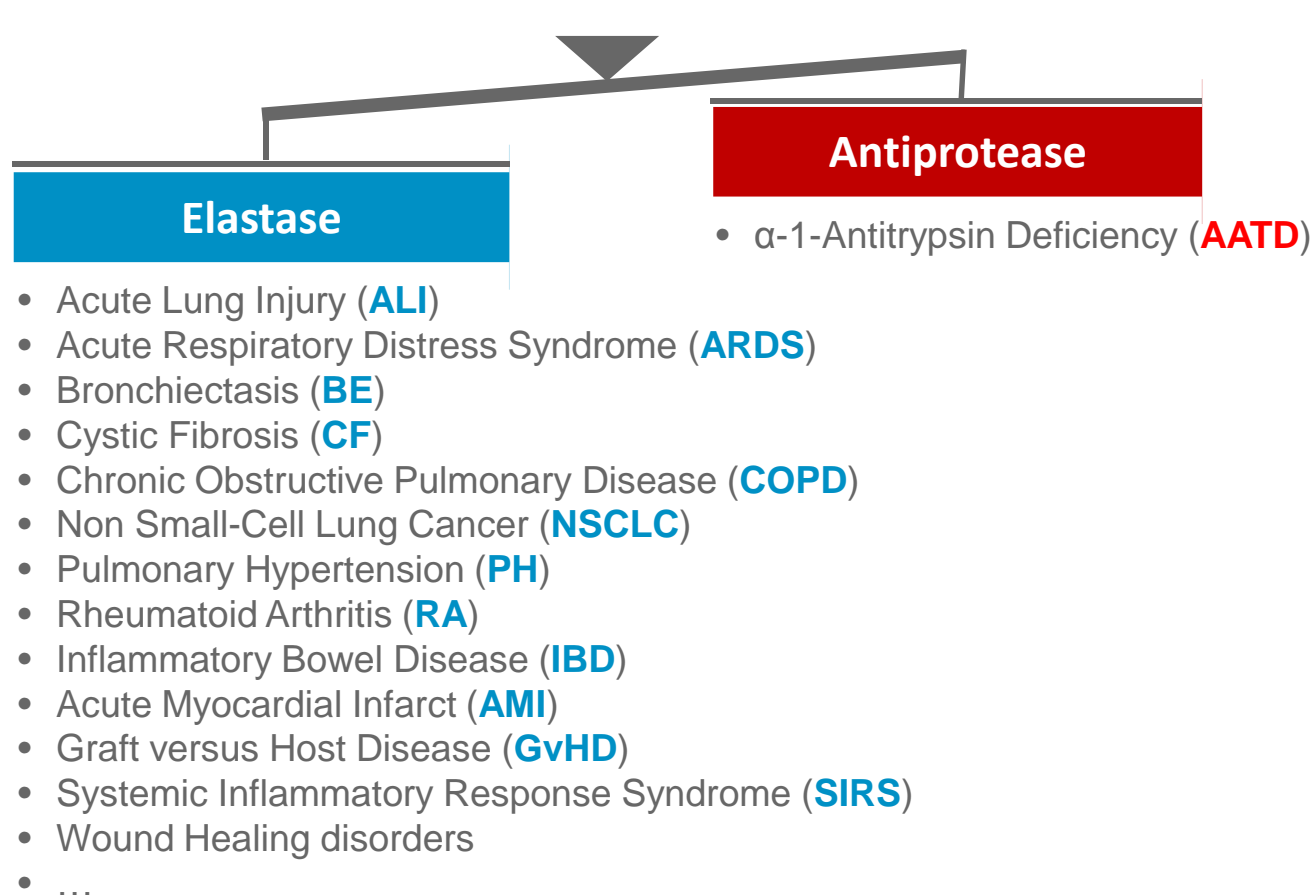 Elastase
• Acute Lung Injury (ALI)
• Acute Respiratory Distress Syndrome (ARDS)
• Bronchiectasis (BE)
• Cystic Fibrosis (CF)
• Chronic Obstructive Pulmonary Disease (COPD)
• Non Small-Cell Lung Cancer (NSCLC)
• Pulmonary Hypertension (PH)
• Rheumatoid Arthritis (RA)
• Inflammatory Bowel Disease (IBD)
• Acute Myocardial Infarct (AMI)
• Graft versus Host Disease (GvHD)
• Systemic Inflammatory Response Syndrome (SIRS)
• Wound Healing disorders
• ...
Antiprotease
• α-1-Antitrypsin Deficiency (AATD)